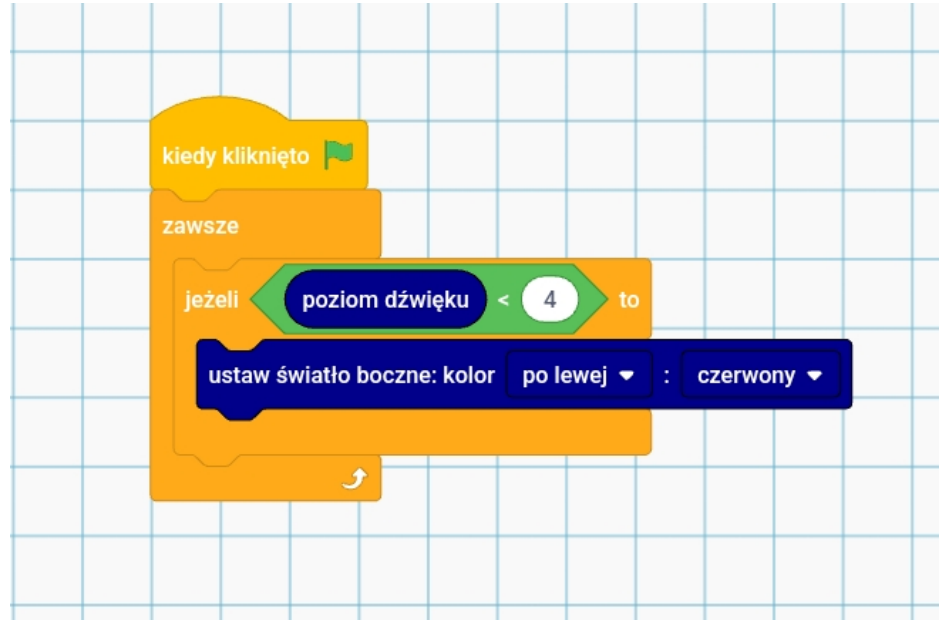 kiedy kliknięto
zawsze
jeżeli poziom dźwięku < 4 to
ustaw światło boczne: kolor po lewej : czerwony